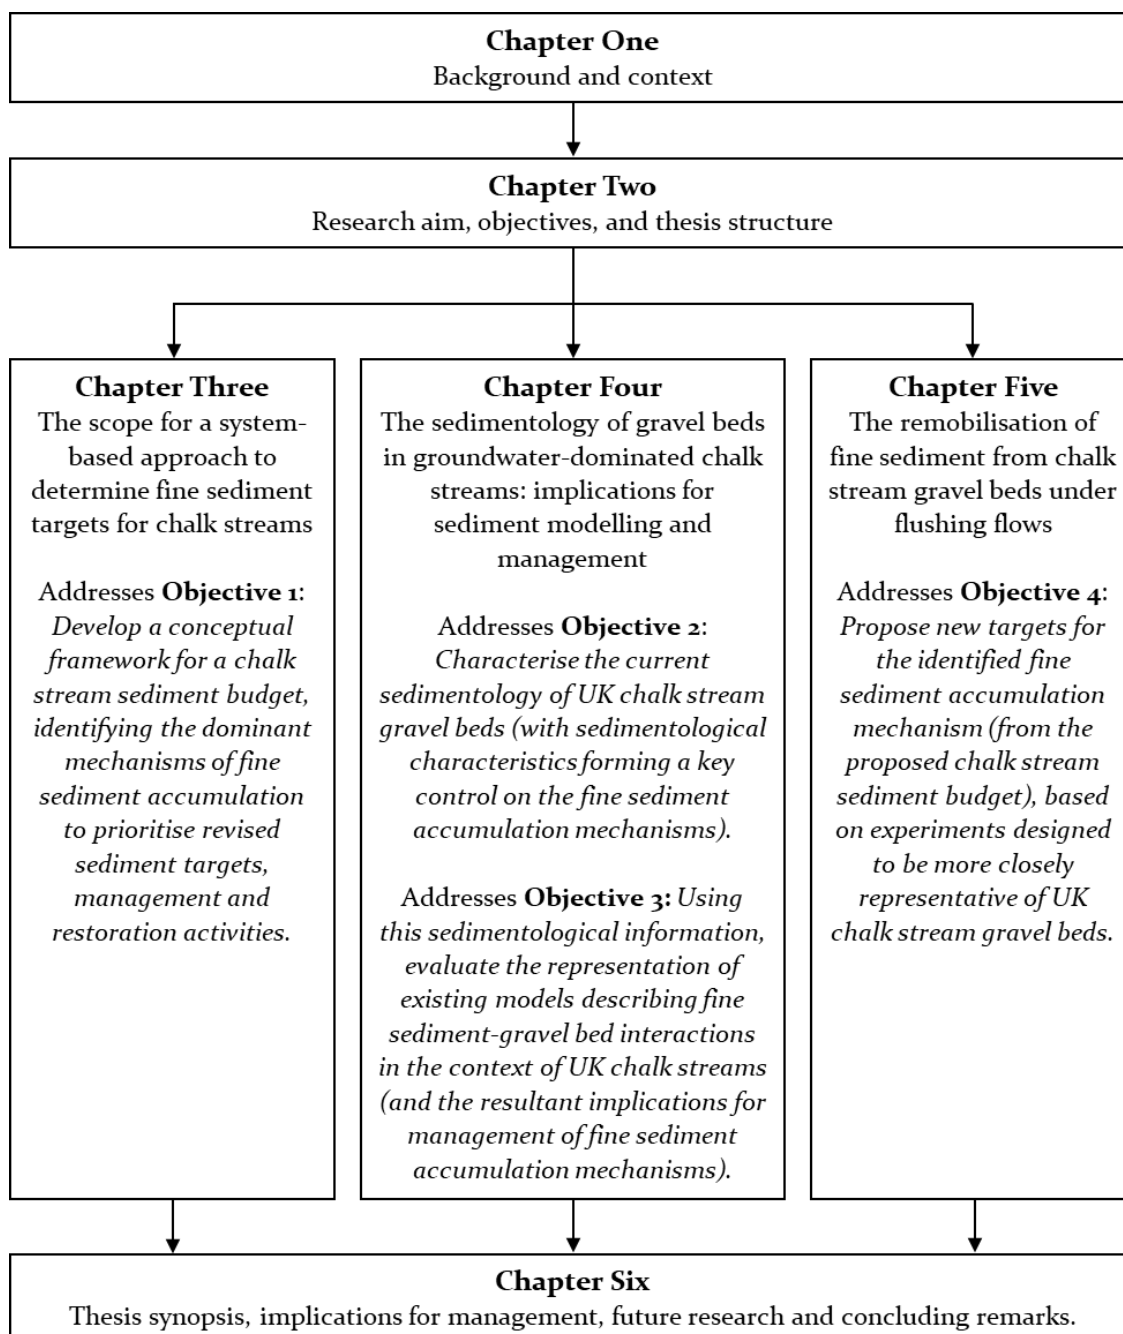 Chapter One
Background and context
Chapter Two
Research aim, objectives, and thesis structure
Chapter Three
The scope for a system-
based approach to
determine fine sediment
targets for chalk streams
Addresses Objective 1:
Develop a conceptual
framework for a chalk
stream sediment budget,
identifying the dominant
mechanisms of fine
sediment accumulation
to prioritise revised
sediment targets,
management and
restoration activities.
Chapter Four
The sedimentology of gravel beds
in groundwater-dominated chalk
streams: implications for
sediment modelling and
management
Addresses Objective 2:
Characterise the current
sedimentology of UK chalk stream
gravel beds (with sedimentological
characteristics forming a key
control on the fine sediment
accumulation mechanisms).
Addresses Objective 3: Using
this sedimentological information,
evaluate the representation of
existing models describing fine
sediment-gravel bed interactions
in the context of UK chalk streams
(and the resultant implications for
management of fine sediment
accumulation mechanisms).
Chapter Five
The remobilisation of
fine sediment from chalk
stream gravel beds under
flushing flows
Addresses Objective 4:
Propose new targets for
the identified fine
sediment accumulation
mechanism (from the
proposed chalk stream
sediment budget), based
on experiments designed
to be more closely
representative of UK
chalk stream gravel beds.
Chapter Six
Thesis synopsis, implications for management, future research and concluding remarks.